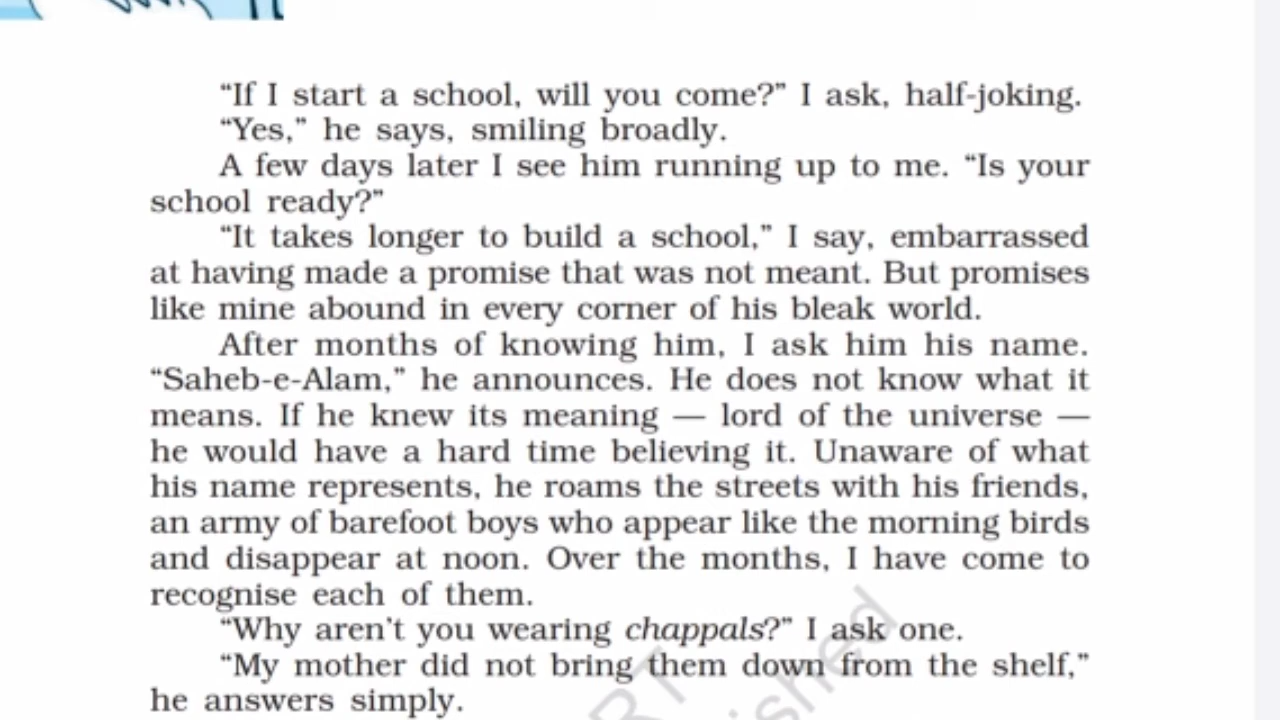 “If I start a school, will you come?” I ask, half-joking.
“Yes,” he says, smiling broadly.
A few days later I see him running up to me. “Is your
school ready?”
“It takes longer to build a school,” I say, embarrassed
at having made a promise that was not meant. But promises
like mine abound in every corner of his bleak world.
After months of knowing him, I ask him his name.
“Saheb-e-Alam,” he announces. He does not know what it
means. If he knew its meaning — lord of the universe —
he would have a hard time believing it. Unaware of what
his name represents, he roams the streets with his friends,
an army of barefoot boys who appear like the morning birds
and disappear at noon. Over the months, I have come to
recognise each of them.
“Why aren’t you wearing chappals?” I ask one.
“My mother did not bring them down from the shelf,”
he answers simply.